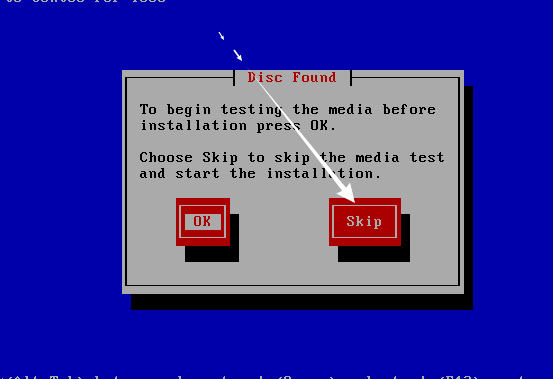 Disc Found
To begin testing the media before
installation press OK.
Choose Skip to skip the media test
and start the installation.
OK
Skip